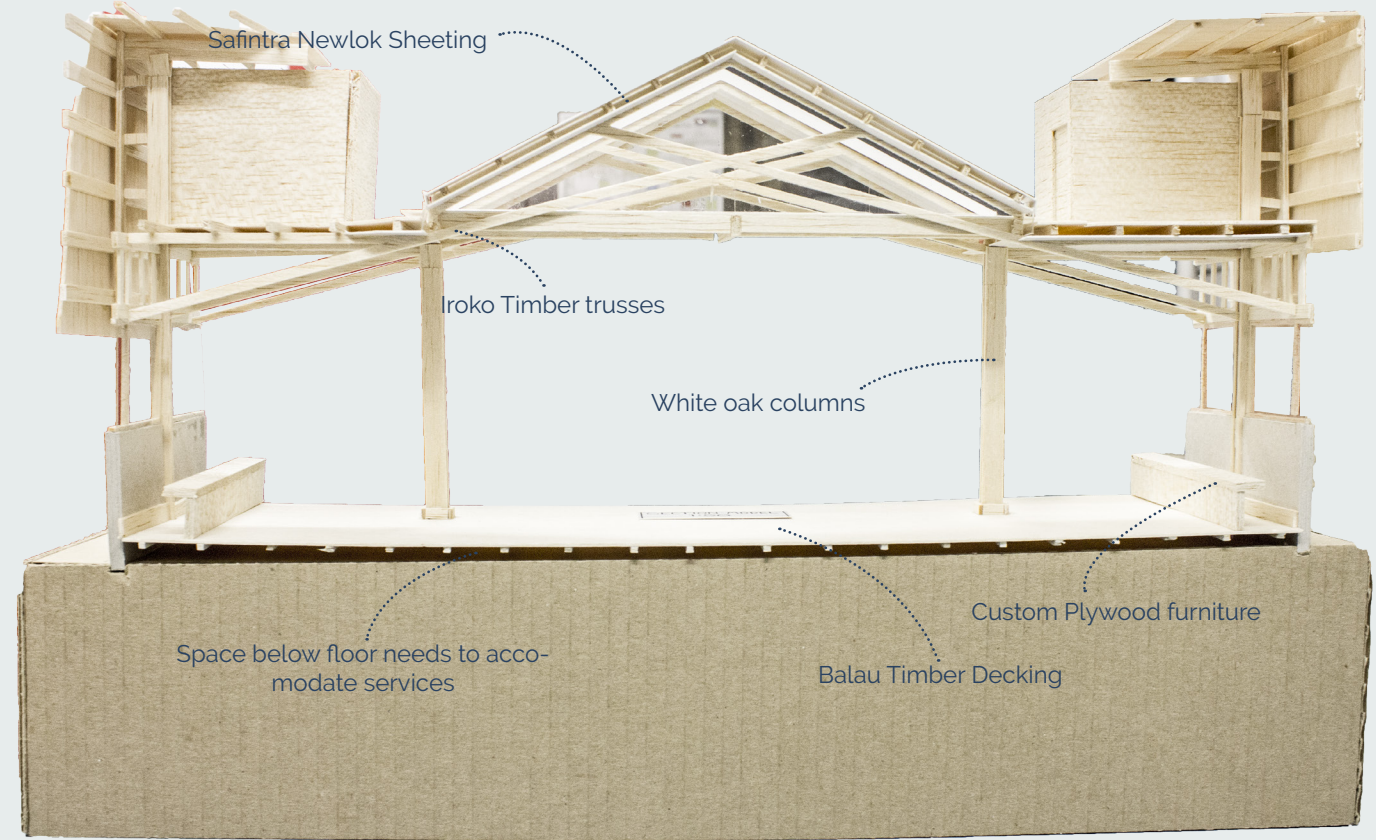 Safintra Newlok Sheeting
Iroko Timber trusses
White oak columns
Custom Plywood furniture
Space below floor needs to acco-
modate services
Balau Timber Decking